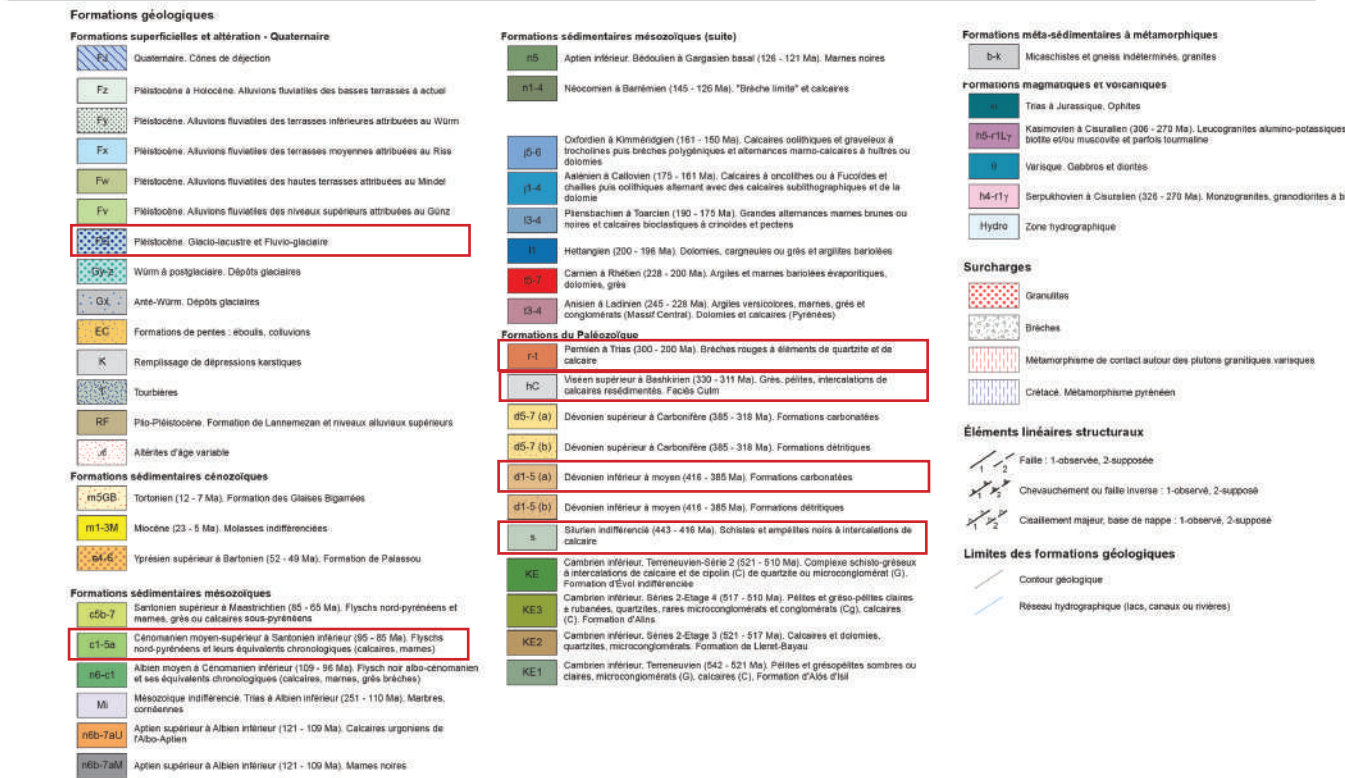 Formations géologiques
Formations superficielles et altération - Quaternaire
Quaternaire. Cônes de déjection
Fz
Pléistocène à Holocène. Alluvions fluviatiles des basses terrasses à actuel
Fy
Pléistocène. Alluvions fluviatiles des terrasses inférieures attribuées au Würm
Fx
Pléistocène. Alluvions fluviatiles des terrasses moyennes attribuées au Riss
Fw
Pléistocène. Alluvions fluviatiles des hautes terrasses attribuées au Mindel
Fv
Pléistocène. Alluvions fluviatiles des niveaux supérieurs attribuées au Günz
Pléistocène. Glacio-lacustre et Fluvio-glaciaire
Gy-z
Würm à postglaciaire. Dépôts glaciaires
Gx
Anté-Würm. Dépôts glaciaires
EC
Formations de pentes : éboulis, colluvions
K
Remplissage de dépressions karstiques
T
Tourbières
RF
Plio-Pléistocène. Formation de Lannemezan et niveaux alluviaux supérieurs
Altérites d'âge variable
Formations sédimentaires cénozoïques
m5GB
Tortonien (12 - 7 Ma). Formation des Glaises Bigarrées
m1-3M
Miocène (23 - 5 Ma). Molasses indifférenciées
e4-6
Yprésien supérieur à Bartonien (52 - 49 Ma). Formation de Palassou
Formations sédimentaires mésozoïques
c5b-7
Santonien supérieur à Maastrichtien (85 - 65 Ma). Flyschs nord-pyrénéens et
marnes, grés ou calcaires sous-pyrénéens
c1-5a
Cénomanien moyen-supérieur à Santonien inférieur (95 - 85 Ma). Flyschs
nord-pyrénéens et leurs équivalents chronologiques (calcaires, marnes)
n6-c1
Albien moyen à Cénomanien inférieur (109 - 96 Ma). Flysch noir albo-cénomanien
et ses équivalents chronologiques (calcaires, marnes, grés brèches)
Mi
Mésozoïque indifférencié. Trias à Albien inférieur (251 - 110 Ma). Marbres,
cornéennes
n6b-7aU
Aptien supérieur à Albien inférieur (121 - 109 Ma). Calcaires urgoniens de
l'Albo-Aptien
n6b-7aM
Aptien supérieur à Albien inférieur (121 - 109 Ma). Marnes noires
Formations sédimentaires mésozoïques (suite)
n5
Aptien inférieur. Bédoulien à Gargasien basal (126 - 121 Ma). Marnes noires
n1-4
Néocomien à Barrémien (145 - 126 Ma). "Brèche limite" et calcaires
j5-6
Oxfordien à Kimméridgien (161 - 150 Ma). Calcaires oolithiques et graveleux à
trocholines puis brèches polygéniques et alternances marno-calcaires à huîtres ou
dolomies
j1-4
Aalénien à Callovien (175 - 161 Ma). Calcaires à oncolithes ou à Fucoïdes et
chailles puis oolithiques alternant avec des calcaires sublithographiques et de la
dolomie
l3-4
Pliensbachien à Toarcien (190 - 175 Ma). Grandes alternances marnes brunes ou
noires et calcaires bioclastiques à crinoïdes et pectens
l1
Hettangien (200 - 196 Ma). Dolomies, cargneules ou grès et argilites bariolées
t5-7
Carnien à Rhétien (228 - 200 Ma). Argiles et marnes bariolées évaporitiques,
dolomies, grès
t3-4
Anisien à Ladinien (245 - 228 Ma). Argiles versicolores, marnes, grès et
conglomérats (Massif Central). Dolomies et calcaires (Pyrénées)
Formations du Paléozoïque
r-t
Permien à Trias (300 - 200 Ma). Brèches rouges à éléments de quartzite et de
calcaire
hC
Viséen supérieur à Bashkirien (330 - 311 Ma). Grès, pélites, intercalations de
calcaires resédimentés. Faciès Culm
d5-7 (a)
Dévonien supérieur à Carbonifère (385 - 318 Ma). Formations carbonatées
d5-7 (b)
Dévonien supérieur à Carbonifère (385 - 318 Ma). Formations détritiques
d1-5 (a)
Dévonien inférieur à moyen (416 - 385 Ma). Formations carbonatées
d1-5 (b)
Dévonien inférieur à moyen (416 - 385 Ma). Formations détritiques
s
Silurien indifférencié (443 - 416 Ma). Schistes et ampélites noirs à intercalations de
calcaire
KE
Cambrien inférieur. Terreneuvien-Série 2 (521 - 510 Ma). Complexe schisto-gréseux
à intercalations de calcaire et de cipolin (C) de quartzite ou microconglomérat (G).
Formation d'Évol indifférenciée
KE3
Cambrien inférieur. Séries 2-Etage 4 (517 - 510 Ma). Pélites et gréso-pélites claires
± rubanées, quartzites, rares microconglomérats et conglomérats (Cg), calcaires
(C). Formation d'Alins
KE2
Cambrien inférieur. Séries 2-Etage 3 (521 - 517 Ma). Calcaires et dolomies,
quartzites, microconglomérats. Formation de Lleret-Bayau
KE1
Cambrien inférieur. Terreneuvien (542 - 521 Ma). Pélites et grésopélites sombres ou
claires, microconglomérats (G), calcaires (C), Formation d'Alós d'Isil
Formations méta-sédimentaires à métamorphiques
b-k
Micaschistes et gneiss indéterminés, granites
Formations magmatiques et volcaniques
Trias à Jurassique. Ophites
h5-r1Lγ
Kasimovien à Cisuralien (306 - 270 Ma). Leucogranites alumino-potassiques
biotite et/ou muscovite et parfois tourmaline
θ
Varisque. Gabbros et diorites
h4-r1γ
Serpukhovien à Cisuralien (326 - 270 Ma). Monzogranites, granodiorites à b
Hydro
Zone hydrographique
Surcharges
Granulites
Brèches
Métamorphisme de contact autour des plutons granitiques varisques
Crétacé. Métamorphisme pyrénéen
Éléments linéaires structuraux
1 2
Faille : 1-observée, 2-supposée
1 2
Chevauchement ou faille inverse : 1-observé, 2-supposé
1 2
Cisaillement majeur, base de nappe : 1-observé, 2-supposé
Limites des formations géologiques
Contour géologique
Réseau hydrographique (lacs, canaux ou rivières)